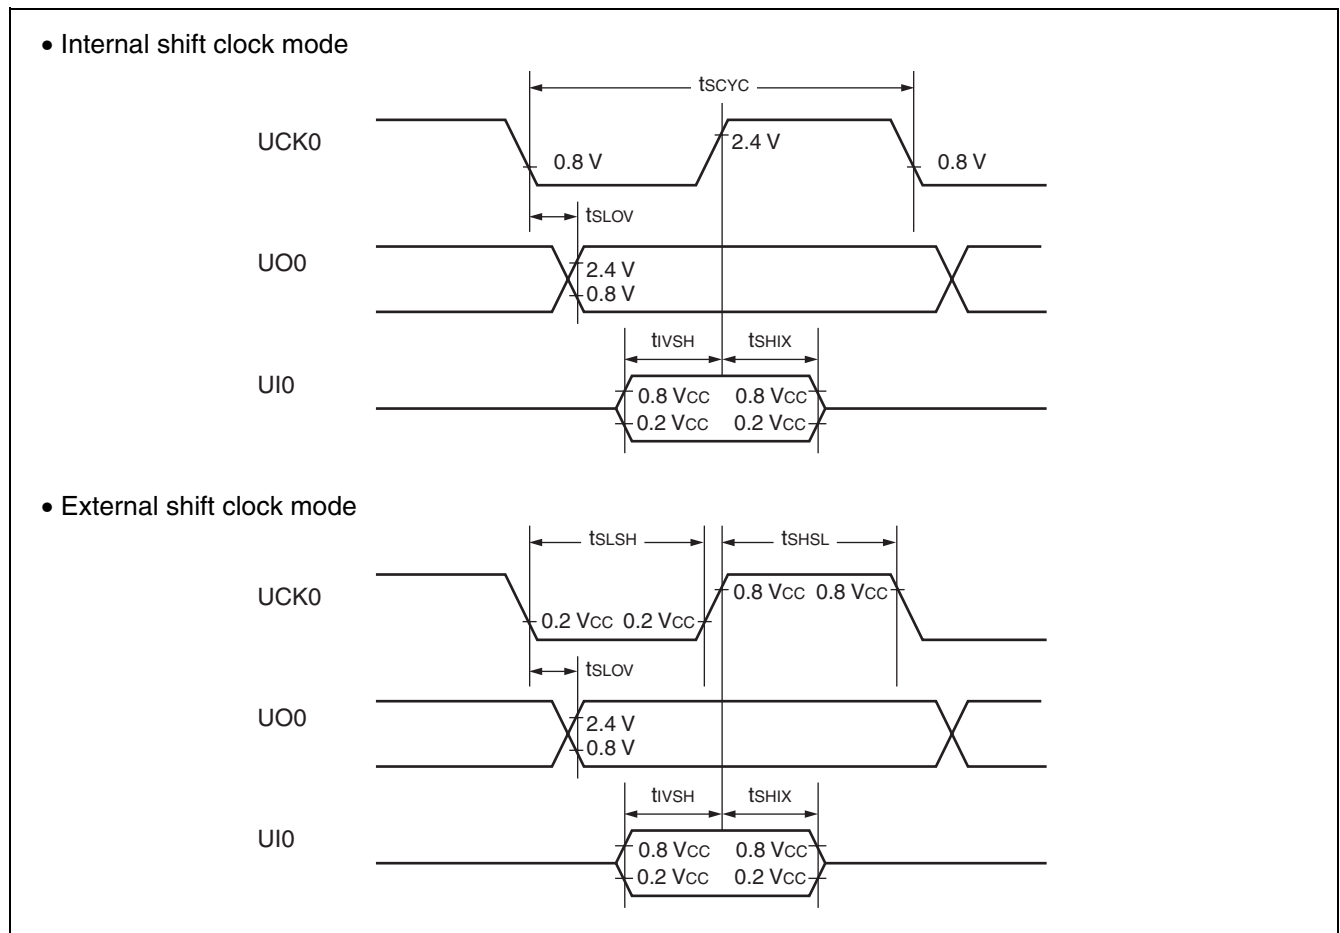 • Internal shift clock mode
tSCYC
UCK0
0.8 V
2.4 V
0.8 V
tSLOV
UO0
2.4 V
0.8 V
tIVSH tSHIX
UI0
0.8 VCC 0.8 VCC
0.2 VCC 0.2 VCC
• External shift clock mode
tSLSH tSHSL
UCK0
0.8 VCC 0.8 VCC
0.2 VCC 0.2 VCC
tSLOV
UO0
2.4 V
0.8 V
tIVSH tSHIX
UI0
0.8 VCC 0.8 VCC
0.2 VCC 0.2 VCC